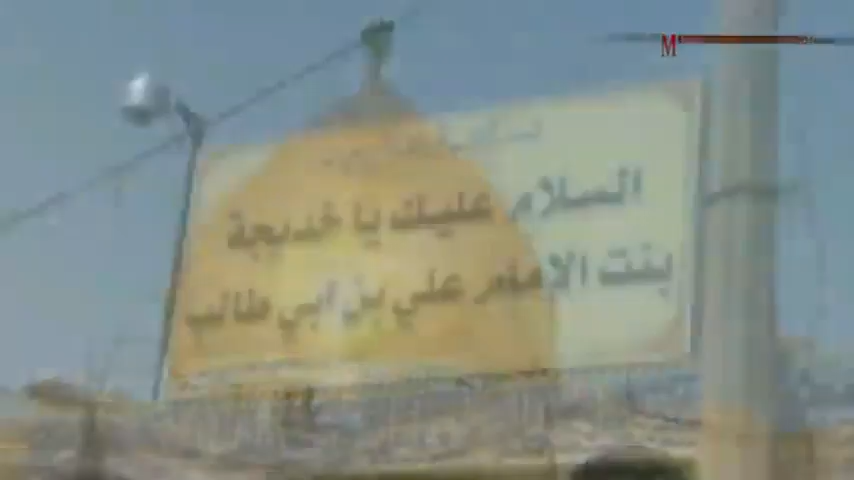 السلام عليك يا خديجة
بنت الامام علي بن ابي طالب
M